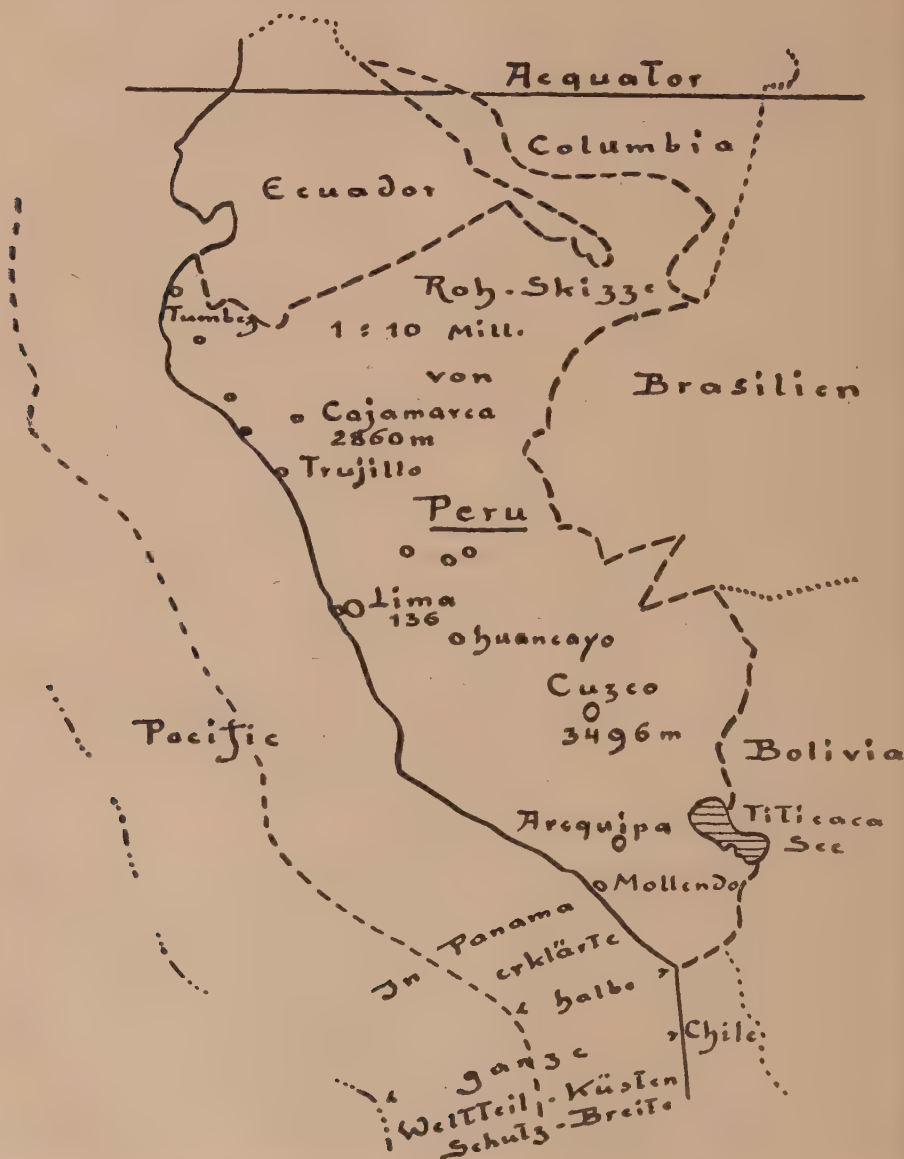 Aequator
Columbia
Ecuador
Roh-Skizze
Tumbez
1:10 Mill.
von
Brasilien
Cajamarca
2860m
Trujillo
Peru
Lima
136
Huancayo
Cuzco
3496m
Pacific
Bolivia
Arequipa
Titicaca
See
Mollendo
In Panama
erklärte
halbe
Chile
ganze
Weltteil-Küsten
Schutz-Breite